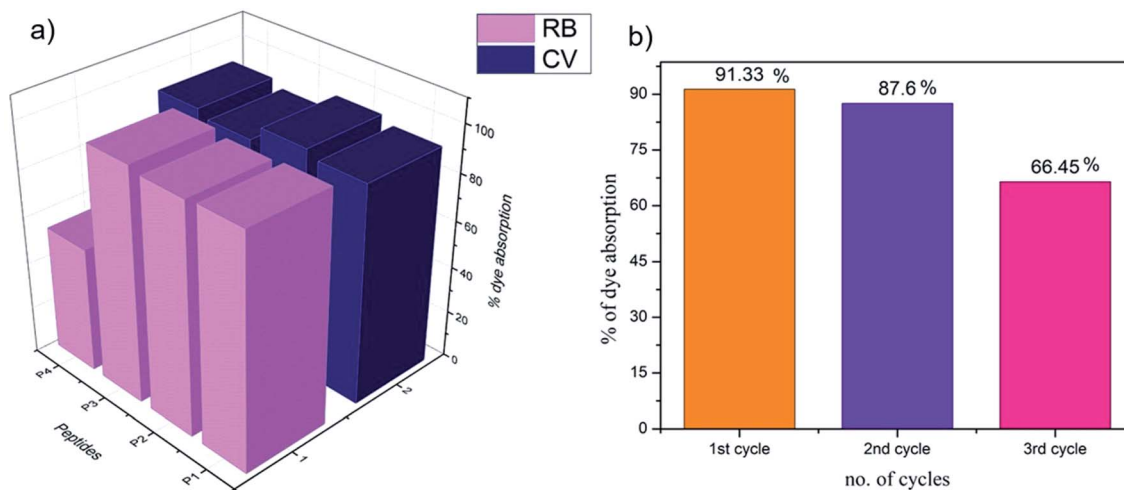 a)
RB
CV
% dye absorption
100
80
60
40
20
0
P4
P3
P2
P1
Peptides
1
2
b)
91.33 %
87.6 %
66.45 %
% of dye absorption
90
75
60
45
30
15
0
1st cycle
2nd cycle
3rd cycle
no. of cycles